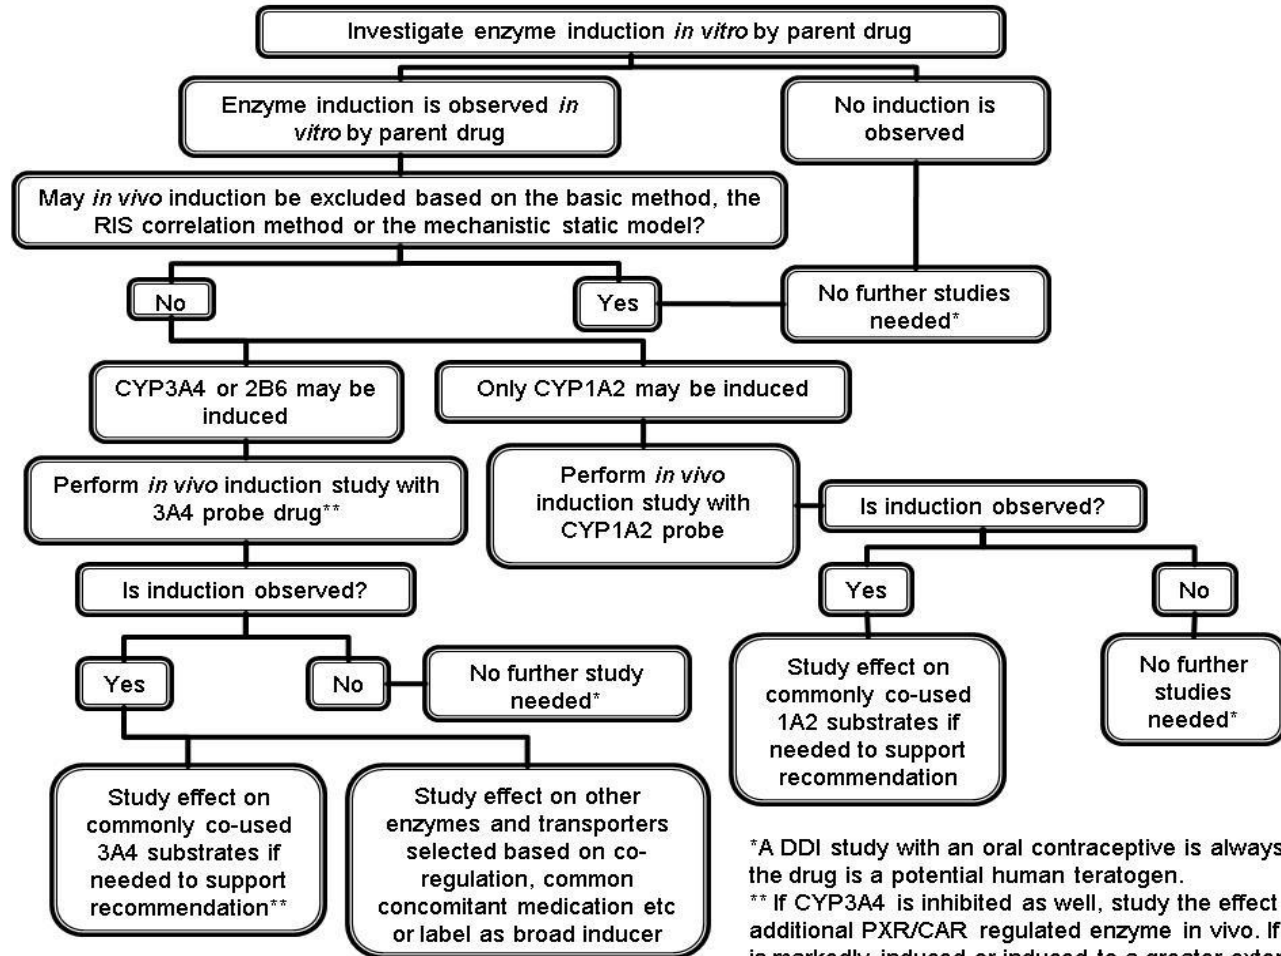 Investigate enzyme induction in vitro by parent drug
Enzyme induction is observed in
vitro by parent drug
No induction is
observed
May in vivo induction be excluded based on the basic method, the
RIS correlation method or the mechanistic static model?
No
Yes
No further studies
needed*
CYP3A4 or 2B6 may be
induced
Only CYP1A2 may be induced
Perform in vivo induction study with
3A4 probe drug**
Perform in vivo
induction study with
CYP1A2 probe
Is induction observed?
Is induction observed?
Yes
No
Yes
No
No further study
needed*
Study effect on
commonly co-used
1A2 substrates if
needed to support
recommendation
No further
studies
needed*
Study effect on
commonly co-used
3A4 substrates if
needed to support
recommendation**
Study effect on other
enzymes and transporters
selected based on co-
regulation, common
concomitant medication etc
or label as broad inducer
*A DDI study with an oral contraceptive is always
the drug is a potential human teratogen.
** If CYP3A4 is inhibited as well, study the effect
additional PXR/CAR regulated enzyme in vivo. If
is markedly induced or induced to a greater exten